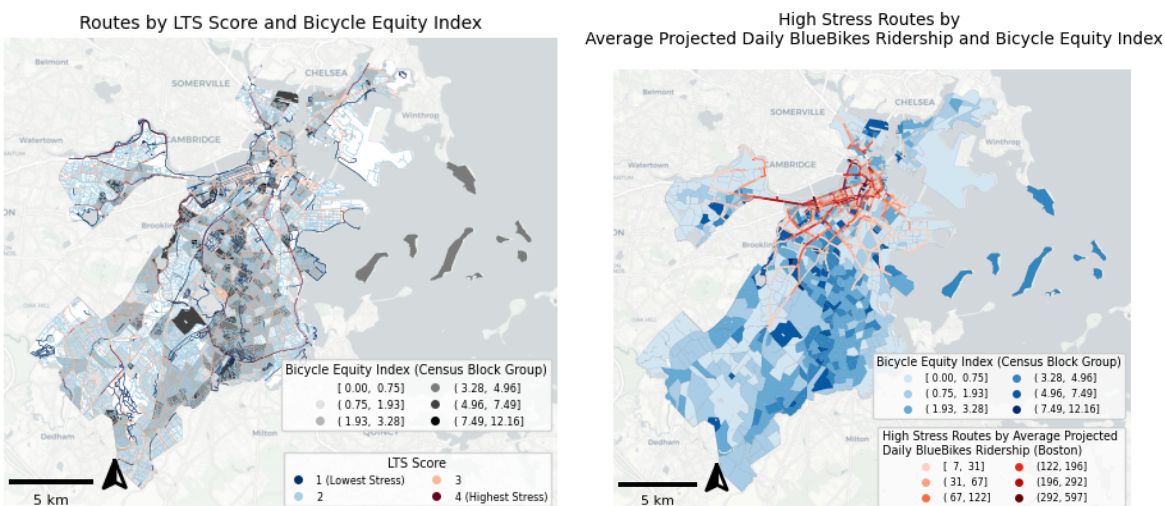 Routes by LTS Score and Bicycle Equity Index
Belmont
SOMERVILLE
CHELSEA
Winthrop
Watertown
CAMBRIDGE
Brookline
OAK HILL
Dedham
Milton
QUINCY
Bicycle Equity Index (Census Block Group)
[ 0.00, 0.75] ( 3.28, 4.96]
( 0.75, 1.93] ( 4.96, 7.49]
( 1.93, 3.28] ( 7.49, 12.16]
LTS Score
1 (Lowest Stress) 3
2 4 (Highest Stress)
5 km
High Stress Routes by
Average Projected Daily BlueBikes Ridership and Bicycle Equity Index
Belmont
SOMERVILLE
CHELSEA
Winthrop
Watertown
CAMBRIDGE
Brookline
OAK HILL
Dedham
Milton
Bicycle Equity Index (Census Block Group)
[ 0.00, 0.75] ( 3.28, 4.96]
( 0.75, 1.93] ( 4.96, 7.49]
( 1.93, 3.28] ( 7.49, 12.16]
High Stress Routes by Average Projected
Daily BlueBikes Ridership (Boston)
[ 7, 31] (122, 196]
( 31, 67] (196, 292]
( 67, 122] (292, 597]
5 km